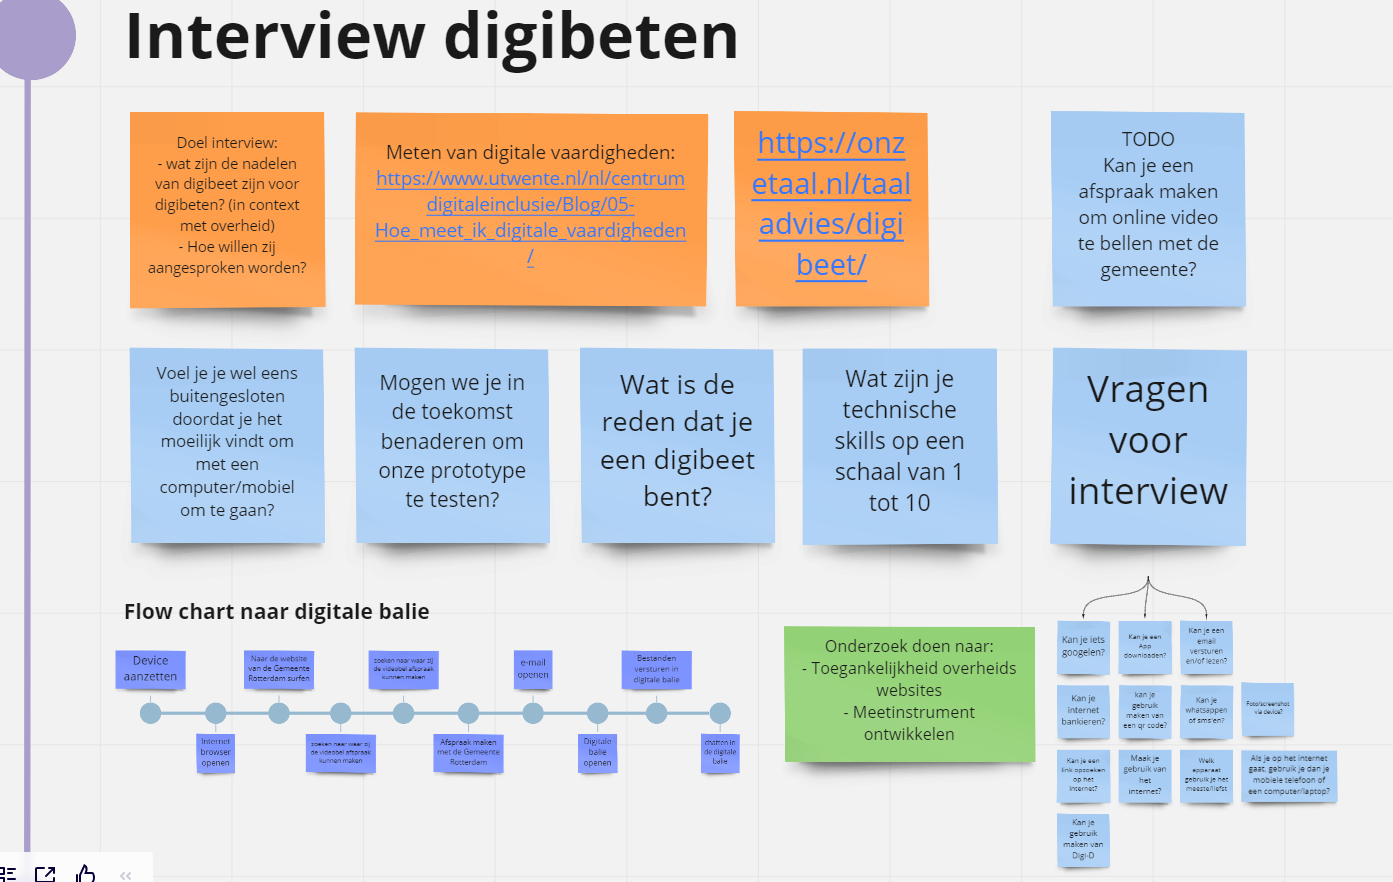 Interview digibeten
Doel interview:
- wat zijn de nadelen
van digibeet zijn voor
digibeten? (in context
met overheid)
- Hoe willen zij
aangesproken worden?
Meten van digitale vaardigheden:
https://www.utwente.nl/nl/centrum
digitaleinclusie/Blog/05-
Hoe_meet_ik_digitale_vaardigheden
/
https://onz
etaal.nl/taal
advies/digi
beet/
TODO
Kan je een
afspraak maken
om online video
te bellen met de
gemeente?
Voel je je wel eens
buitengesloten
doordat je het
moeilijk vindt om
met een
computer/mobiel
om te gaan?
Mogen we je in
de toekomst
benaderen om
onze prototype
te testen?
Wat is de
reden dat je
een digibeet
bent?
Wat zijn je
technische
skills op een
schaal van 1
tot 10
Vragen
voor
interview
Flow chart naar digitale balie
Device
aanzetten
Naar de website
van de Gemeente
Rotterdam surfen
zoeken naar waar zij
de videobel afspraak
kunnen maken
e-mail
openen
Bestanden
versturen in
digitale balie
Internet
browser
openen
zoeken naar waar zij
de videobel afspraak
kunnen maken
Afspraak maken
met de Gemeente
Rotterdam
Digitale
balie
openen
chatten in
de digitale
balie
Onderzoek doen naar:
- Toegankelijkheid overheids
websites
- Meetinstrument
ontwikkelen
Kan je iets
googelen?
Kan je een
App
downloaden?
Kan je een
email
versturen
en/of lezen?
Kan je
internet
bankieren?
kan je
gebruik
maken van
een qr code?
Kan je
whatsappen
of sms'en?
Foto/screenshot
via device?
Kan je een
link opzoeken
op het
internet?
Maak je
gebruik van
het
internet?
Welk
apparaat
gebruik je het
meeste/liefst
Als je op het internet
gaat, gebruik je dan je
mobiele telefoon of
een computer/laptop?
Kan je
gebruik
maken van
Digi-D